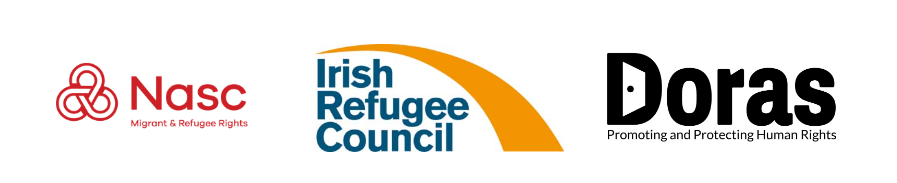 Nasc
Migrant & Refugee Rights
Irish
Refugee
Council
Doras
Promoting and Protecting Human Rights